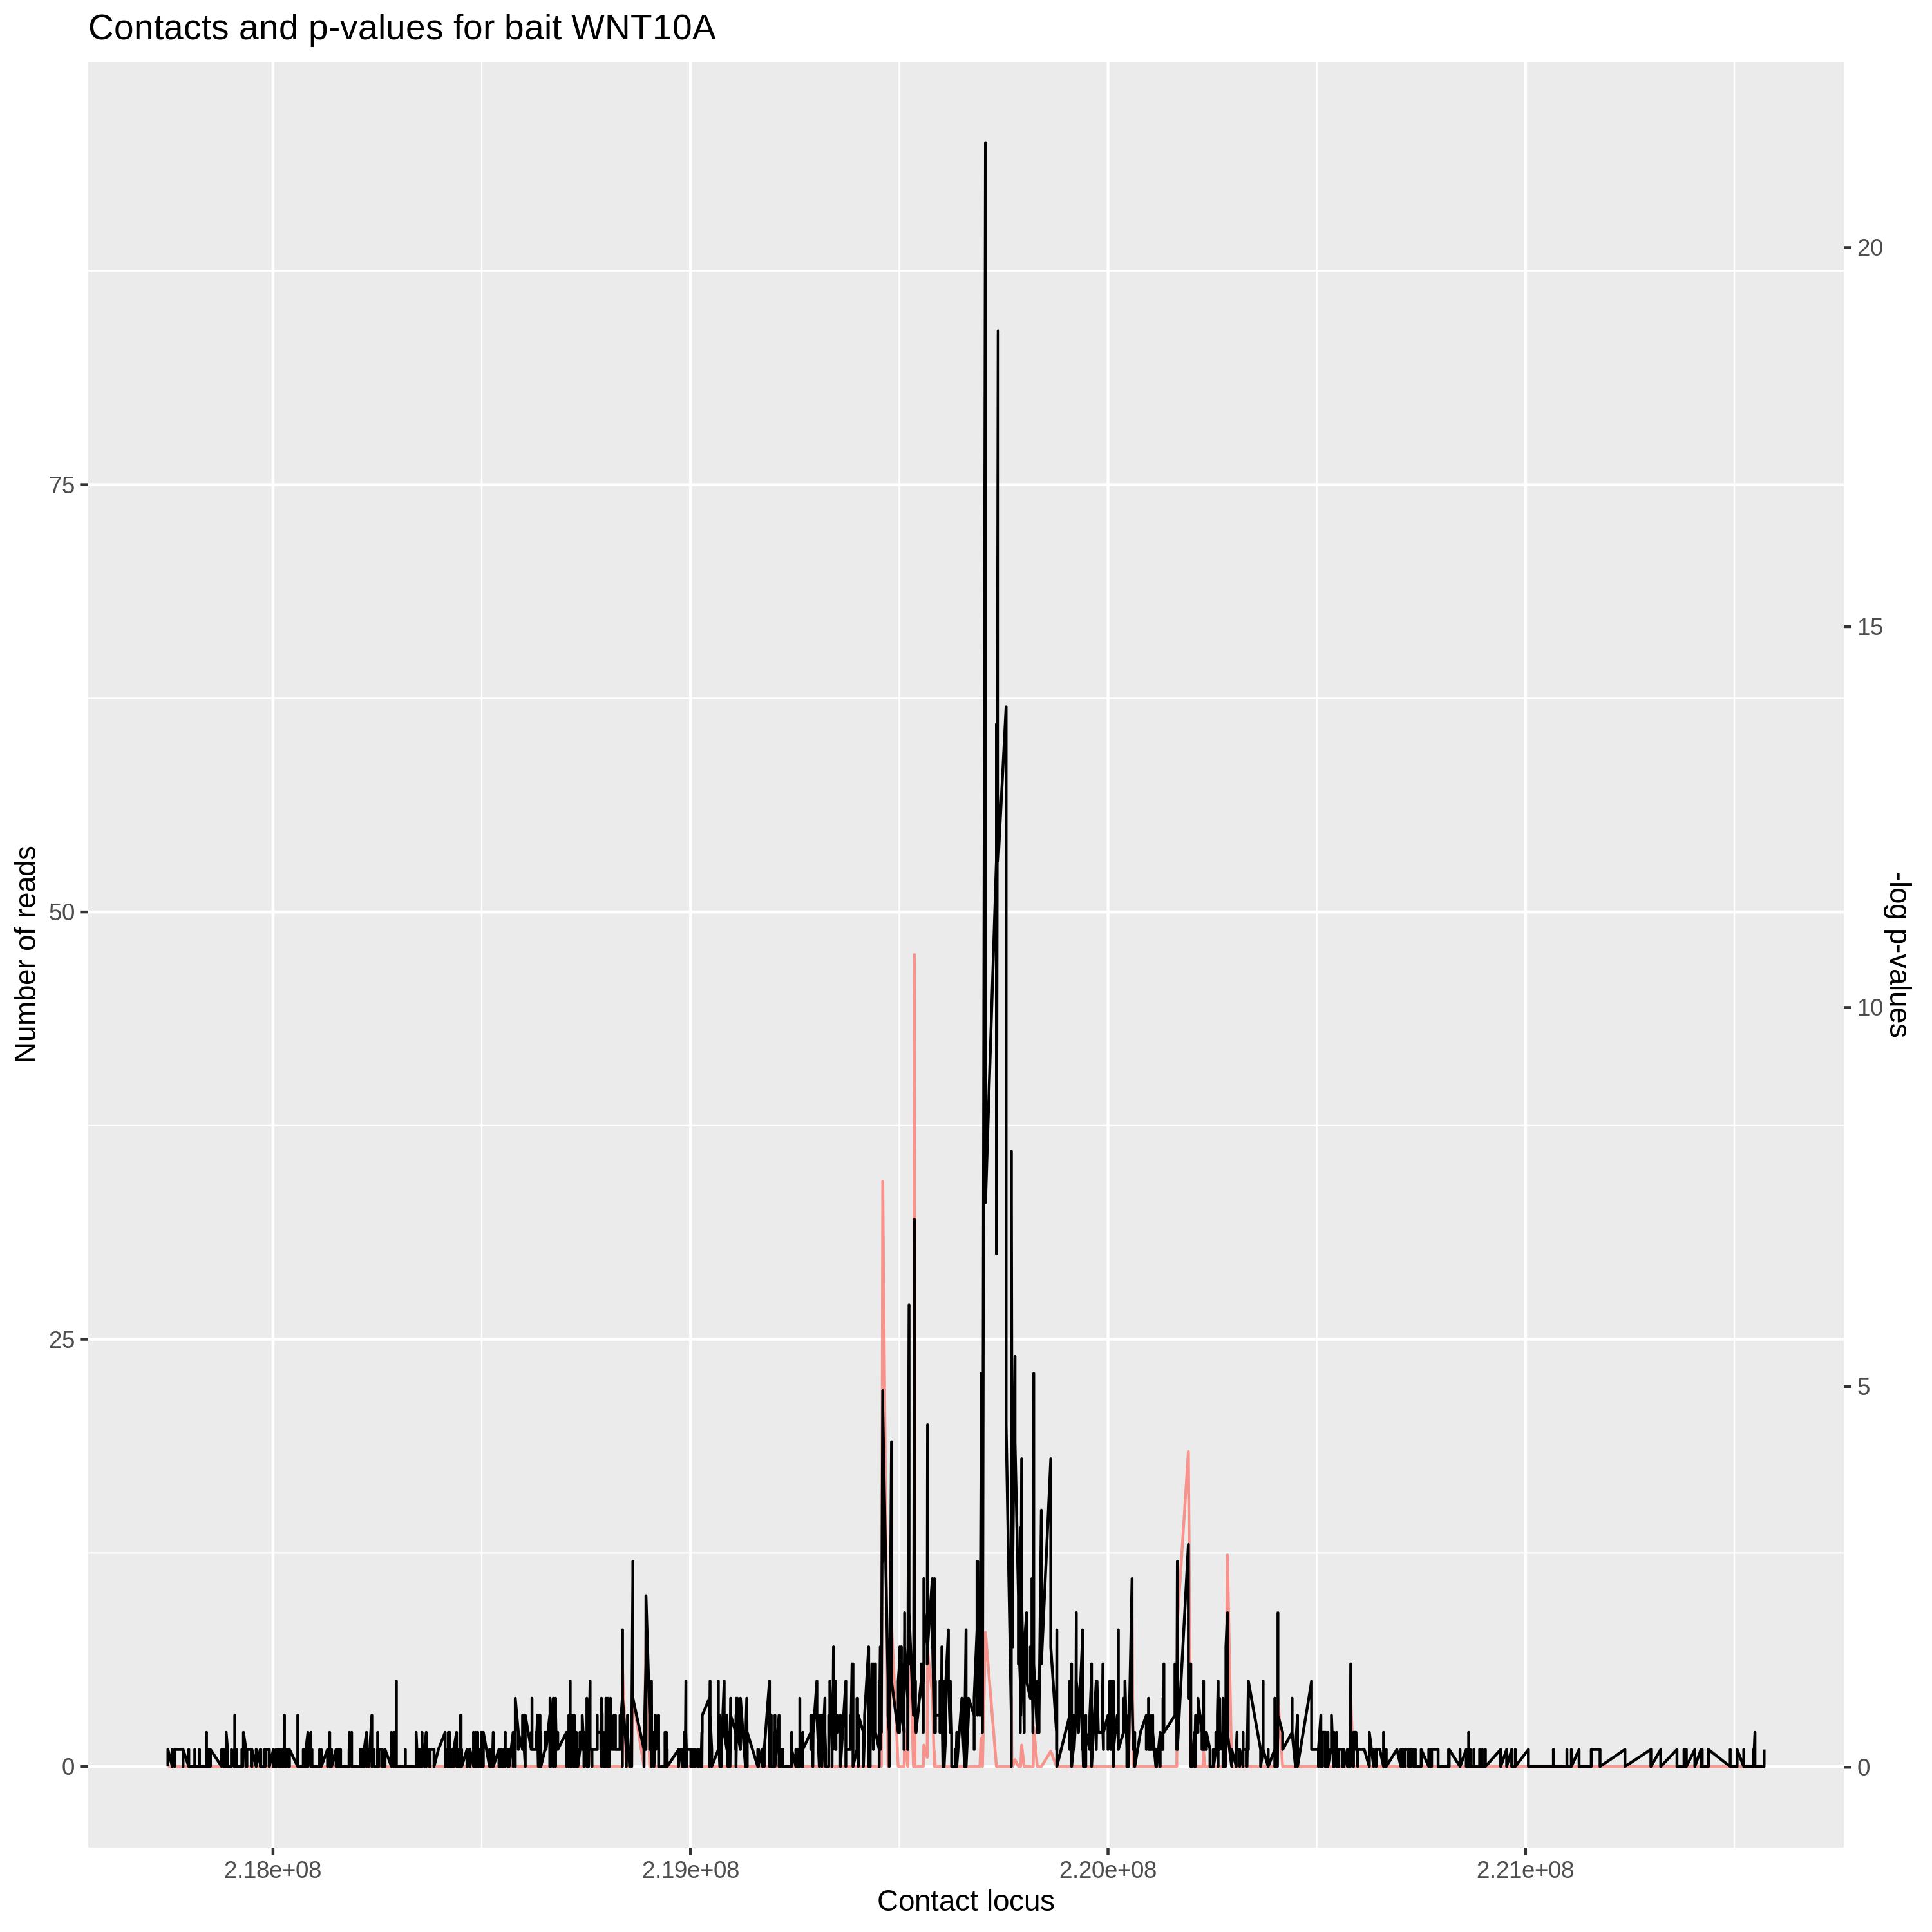 Contacts and p-values for bait WNT10A
Number of reads
75
50
25
0
20
15
10
5
0
-log p-values
2.18e+08
2.19e+08
2.20e+08
2.21e+08
Contact locus